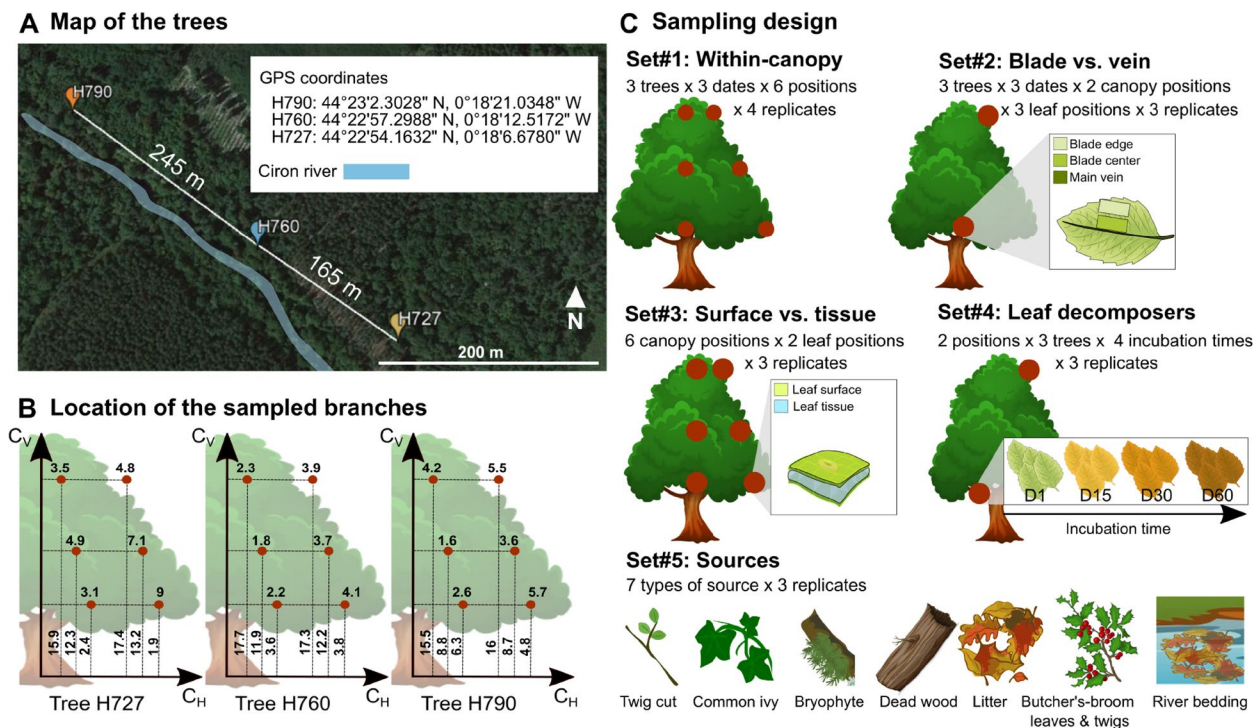 A Map of the trees
H790
H760
H727
245 m
165 m
GPS coordinates
H790: 44°23'2.3028" N, 0°18'21.0348" W
H760: 44°22'57.2988" N, 0°18'12.5172" W
H727: 44°22'54.1632" N, 0°18'6.6780" W
Ciron river
N
200 m
B Location of the sampled branches
CV
3.5 4.8
4.9 7.1
3.1 9
15.9 12.3 2.4 17.4 13.2 1.9
CH
Tree H727
2.3 3.9
1.8 3.7
2.2 4.1
17.7 11.9 3.6 17.3 12.2 3.8
CH
Tree H760
4.2 5.5
1.6 3.6
2.6 5.7
15.5 8.8 6.3 16 8.7 4.8
CH
Tree H790
C Sampling design
Set#1: Within-canopy
3 trees x 3 dates x 6 positions
x 4 replicates
Set#2: Blade vs. vein
3 trees x 3 dates x 2 canopy positions
x 3 leaf positions x 3 replicates
Blade edge
Blade center
Main vein
Set#3: Surface vs. tissue
6 canopy positions x 2 leaf positions
x 3 replicates
Leaf surface
Leaf tissue
Set#4: Leaf decomposers
2 positions x 3 trees x 4 incubation times
x 3 replicates
D1 D15 D30 D60
Incubation time
Set#5: Sources
7 types of source x 3 replicates
Twig cut
Common ivy
Bryophyte
Dead wood
Litter
Butcher's-broom
leaves & twigs
River bedding